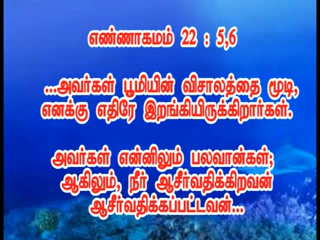 எண்ணாகமம் 22 : 5,6
...அவர்கள் பூமியின் விசாலத்தை மூடி,
எனக்கு எதிரே இறங்கியிருக்கிறார்கள்.
அவர்கள் என்னிலும் பலவான்கள்;
ஆகிலும், நீர் ஆசீர்வதிக்கிறவன்
ஆசீர்வதிக்கப்பட்டவன்...